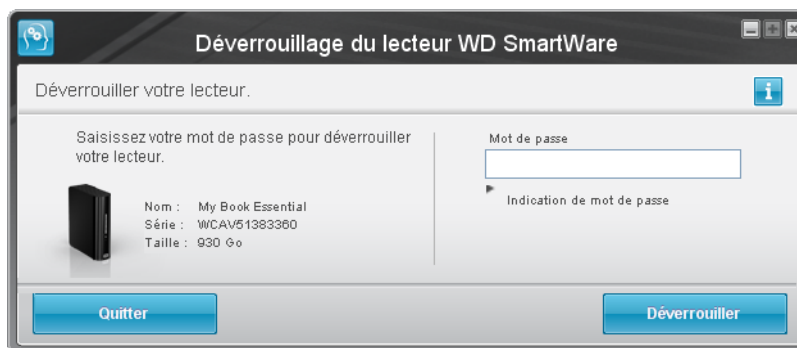 Déverrouillage du lecteur WD SmartWare
Déverrouiller votre lecteur.
Saisissez votre mot de passe pour déverrouiller
votre lecteur.
Nom : My Book Essential
Série : WCAV51383360
Taille : 930 Go
Mot de passe
Indication de mot de passe
Quitter
Déverrouiller